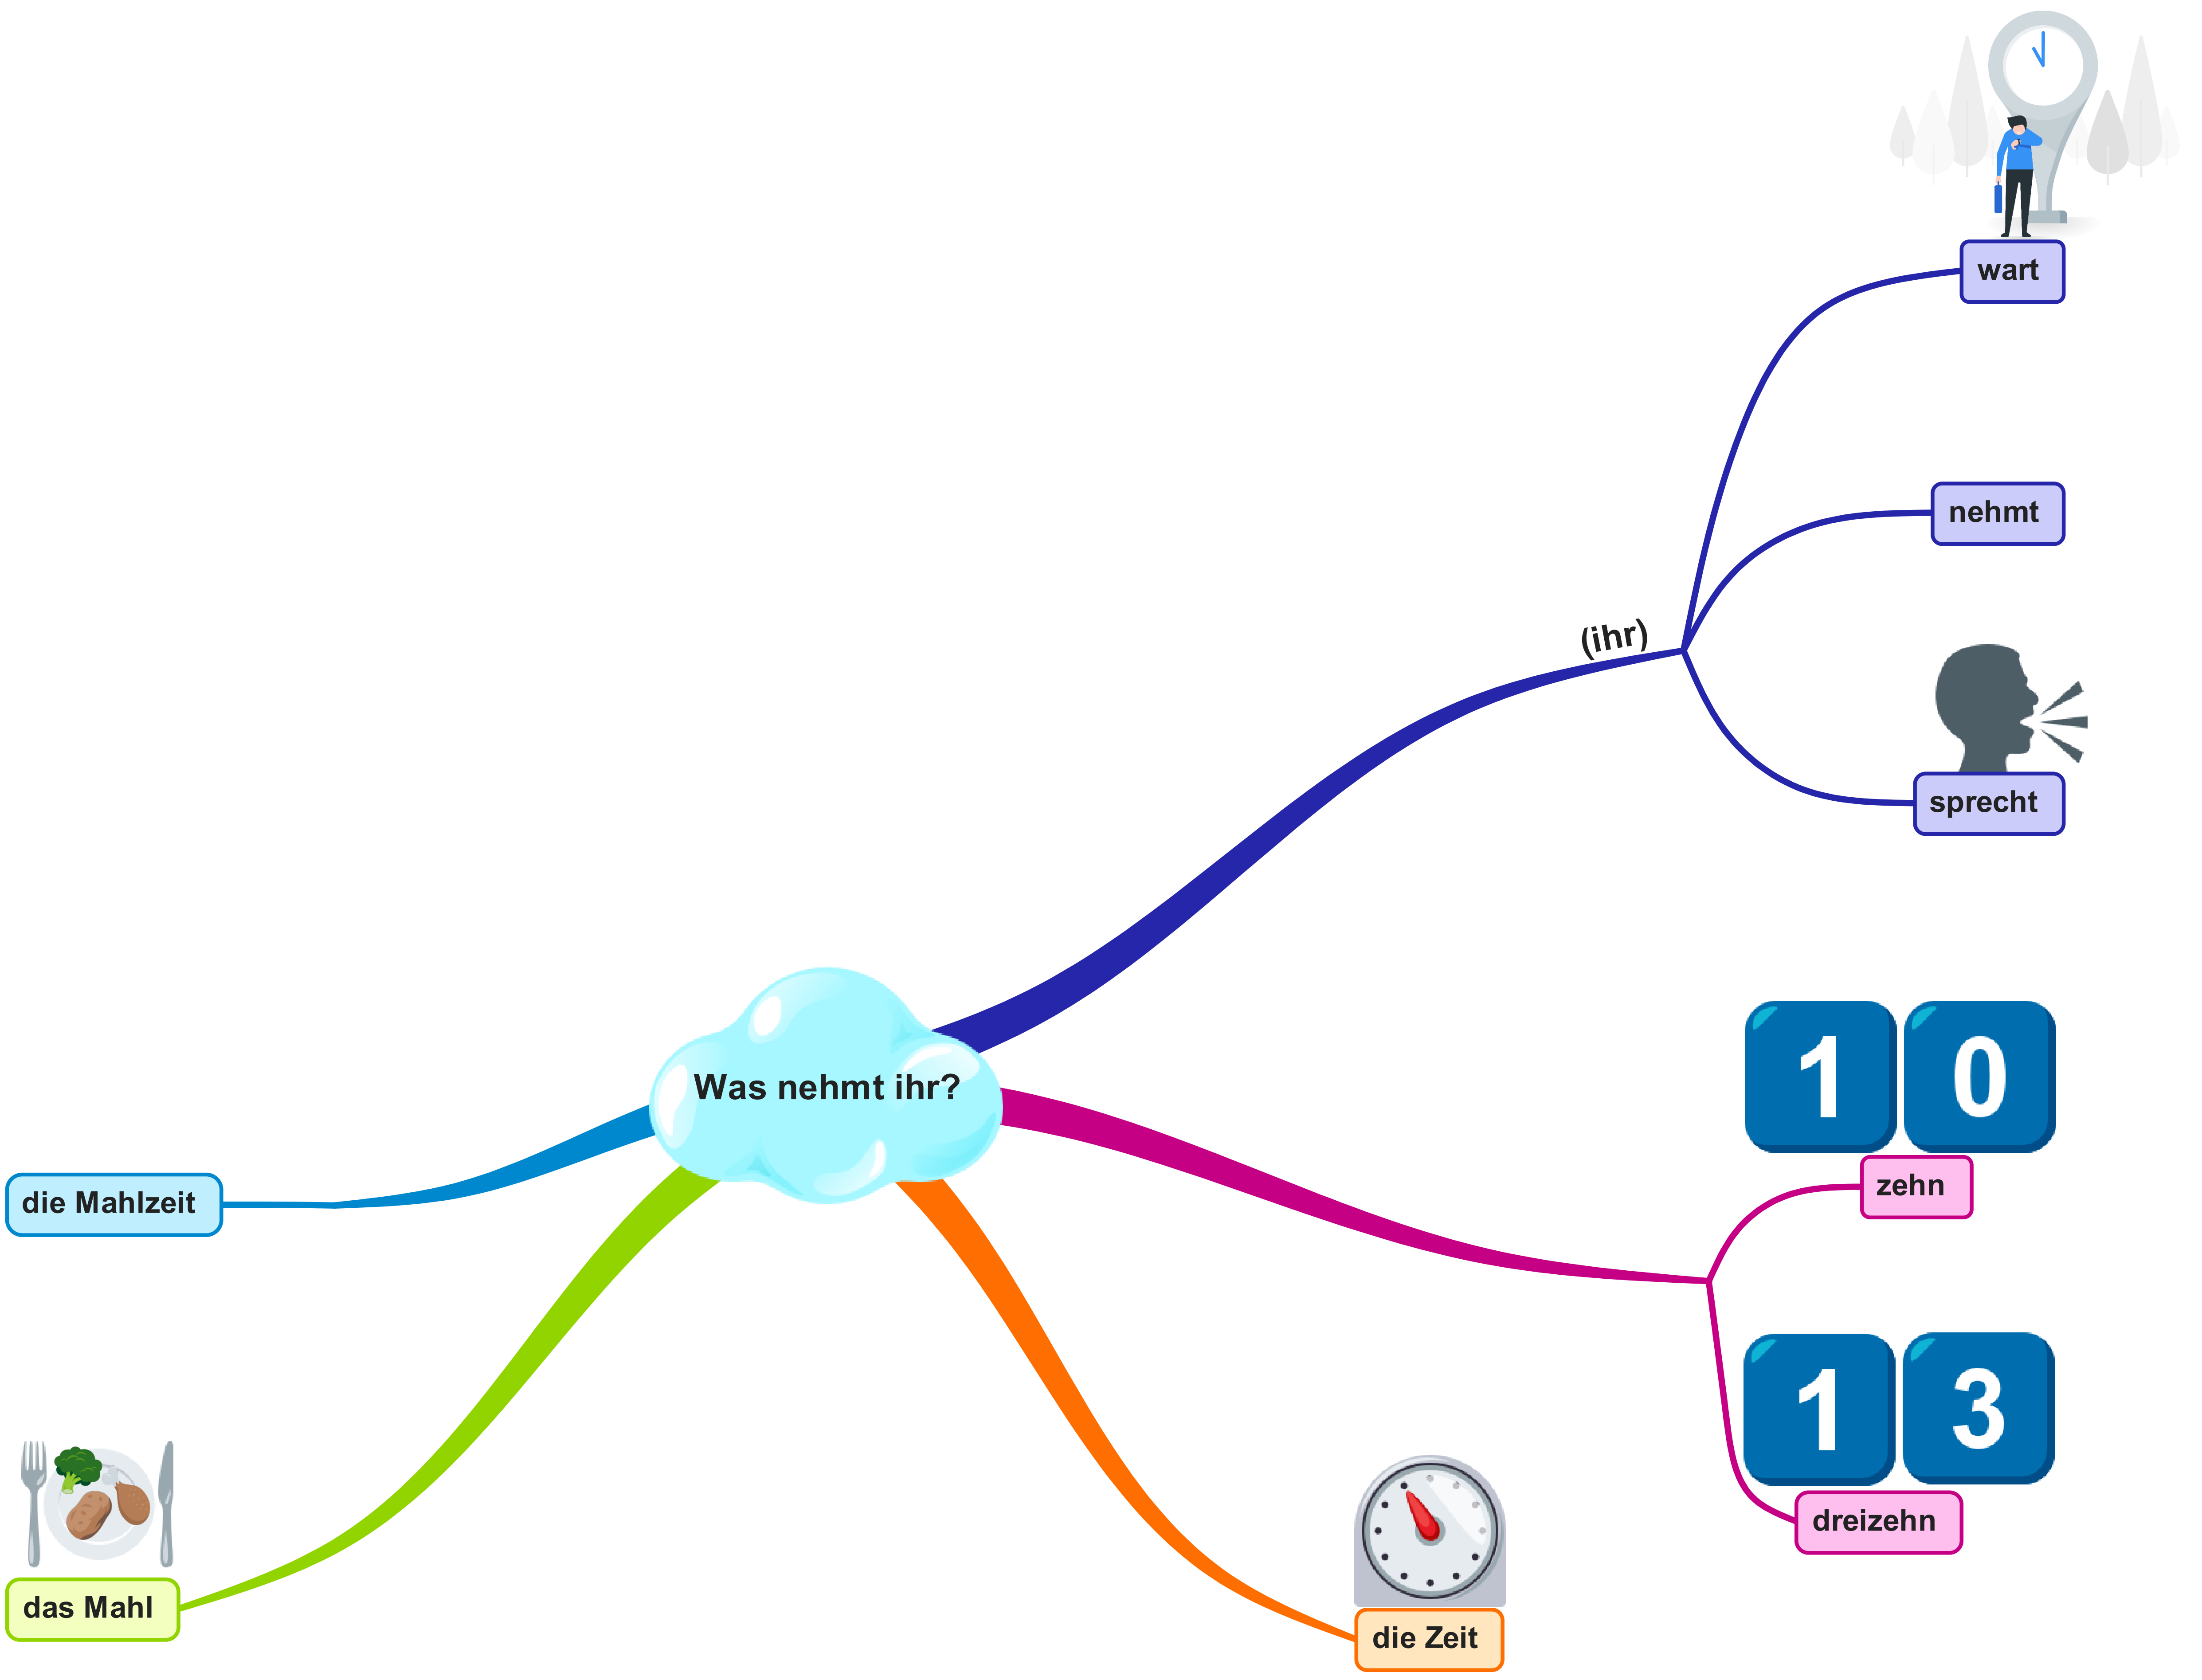 wart
nehmt
(ihr)
sprecht
Was nehmt ihr?
1 0
zehn
die Mahlzeit
1 3
dreizehn
das Mahl
die Zeit